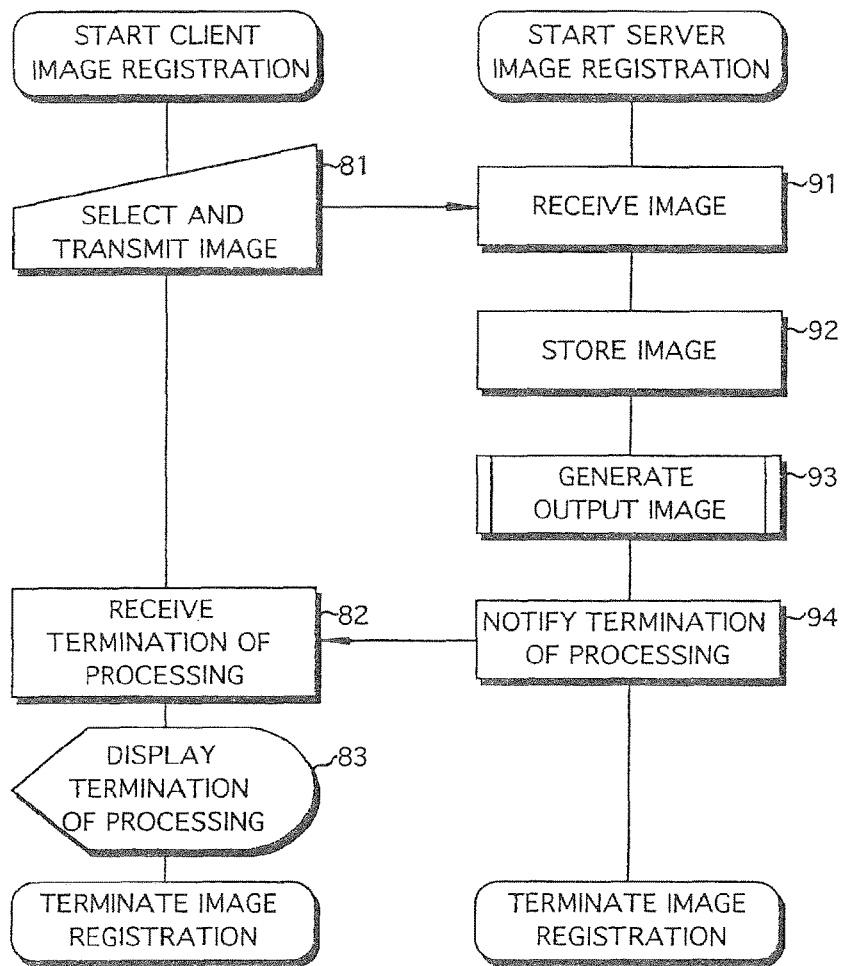 START CLIENT
IMAGE REGISTRATION
START SERVER
IMAGE REGISTRATION
81
SELECT AND
TRANSMIT IMAGE
91
RECEIVE IMAGE
92
STORE IMAGE
93
GENERATE
OUTPUT IMAGE
94
NOTIFY TERMINATION
OF PROCESSING
82
RECEIVE
TERMINATION OF
PROCESSING
83
DISPLAY
TERMINATION
OF PROCESSING
TERMINATE IMAGE
REGISTRATION
TERMINATE IMAGE
REGISTRATION